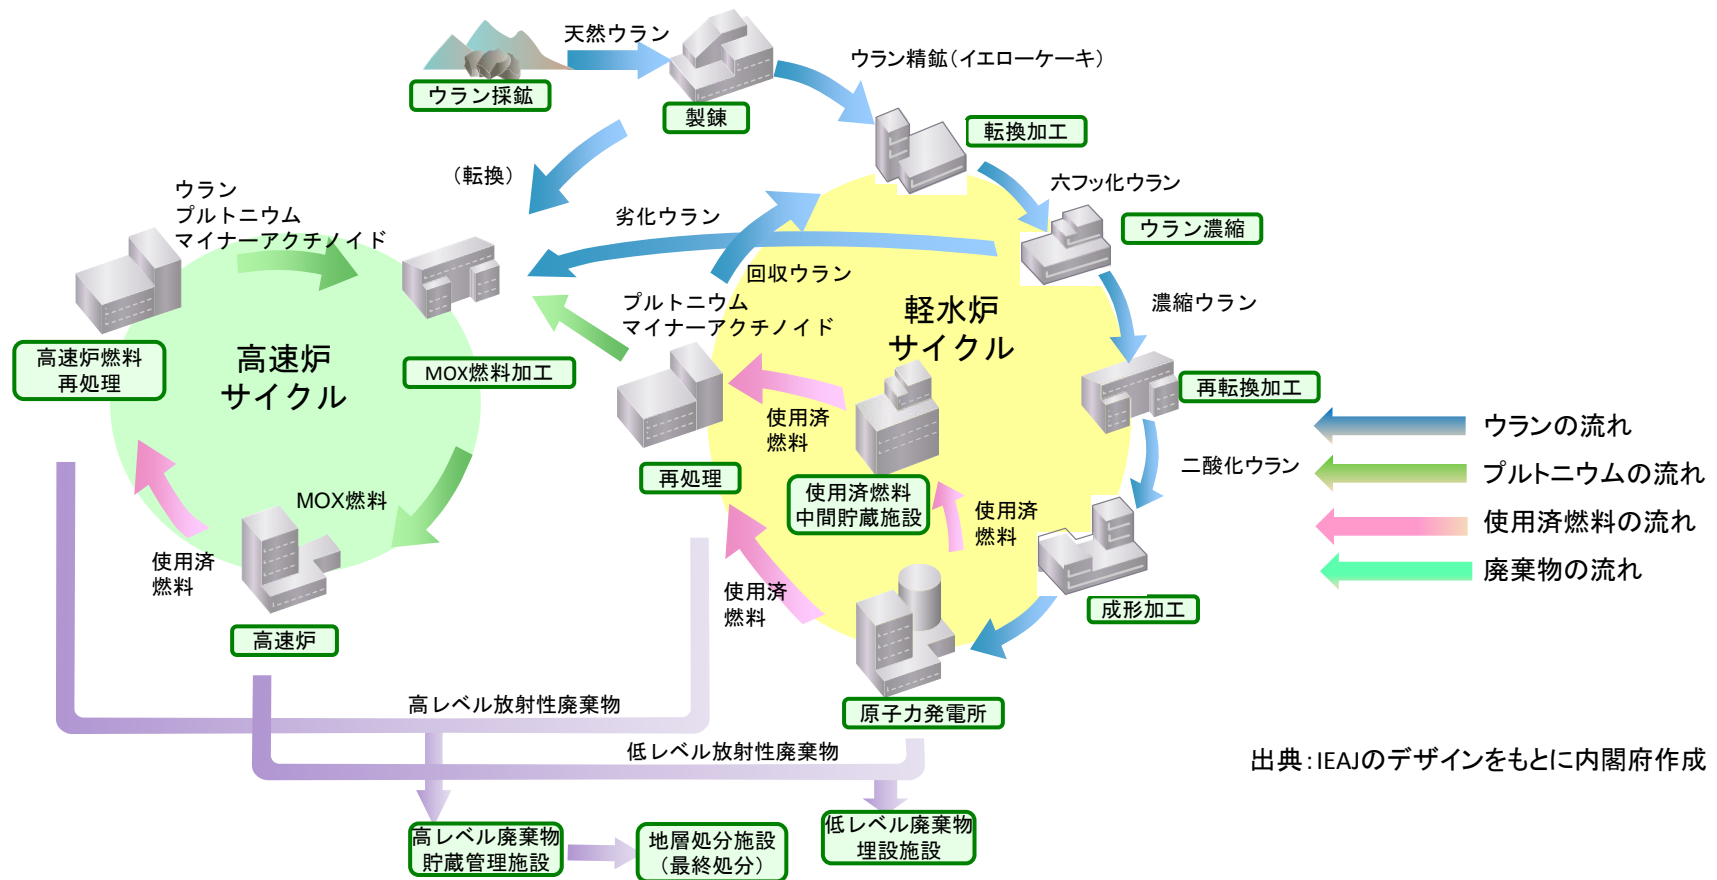 天然ウラン
ウラン採鉱
製錬
ウラン精鉱(イエローケーキ)
転換加工
(転換)
六フッ化ウラン
ウラン濃縮
劣化ウラン
回収ウラン
濃縮ウラン
ウラン
プルトニウム
マイナーアクチノイド
高速炉燃料
再処理
高速炉
サイクル
MOX燃料加工
プルトニウム
マイナーアクチノイド
軽水炉
サイクル
再転換加工
使用済
燃料
再処理
使用済燃料
中間貯蔵施設
使用済
燃料
二酸化ウラン
MOX燃料
使用済
燃料
高速炉
使用済
燃料
成形加工
原子力発電所
ウランの流れ
プルトニウムの流れ
使用済燃料の流れ
廃棄物の流れ
高レベル放射性廃棄物
低レベル放射性廃棄物
高レベル廃棄物
貯蔵管理施設
地層処分施設
(最終処分)
低レベル廃棄物
埋設施設
出典:IEAJのデザインをもとに内閣府作成